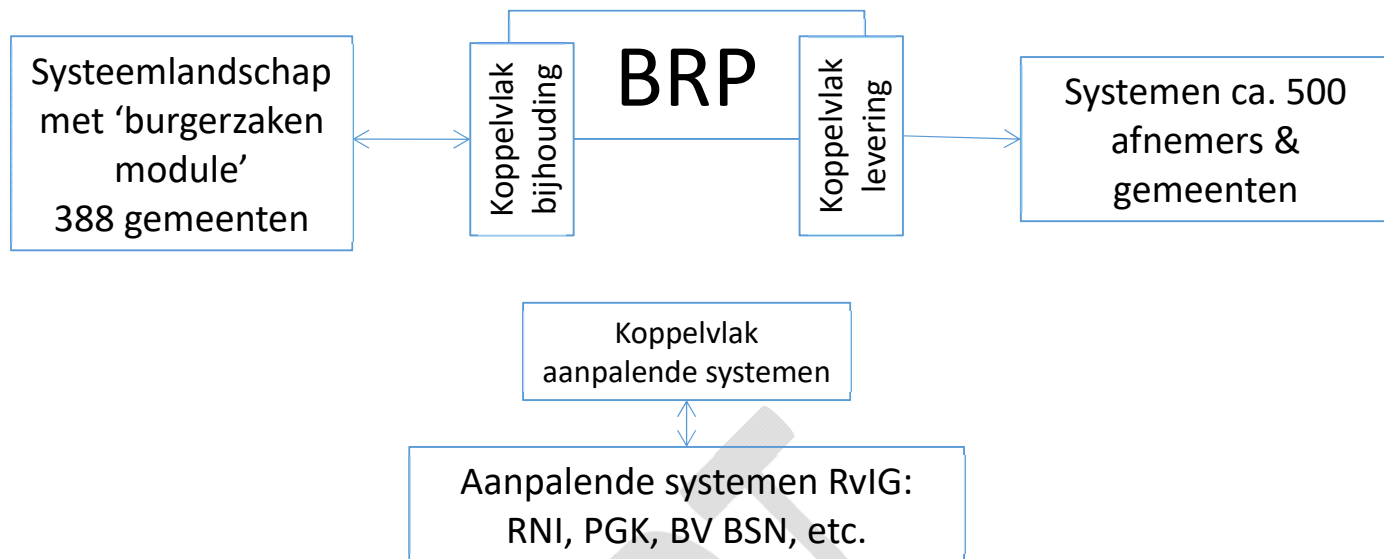 Systeemlandschap
met ‘burgerzaken
module’
388 gemeenten
Koppelvlak
bijhouding
BRP
Koppelvlak
levering
Systemen ca. 500
afnemers &
gemeenten
Koppelvlak
aanpalende systemen
Aanpalende systemen RvIG:
RNI, PGK, BV BSN, etc.